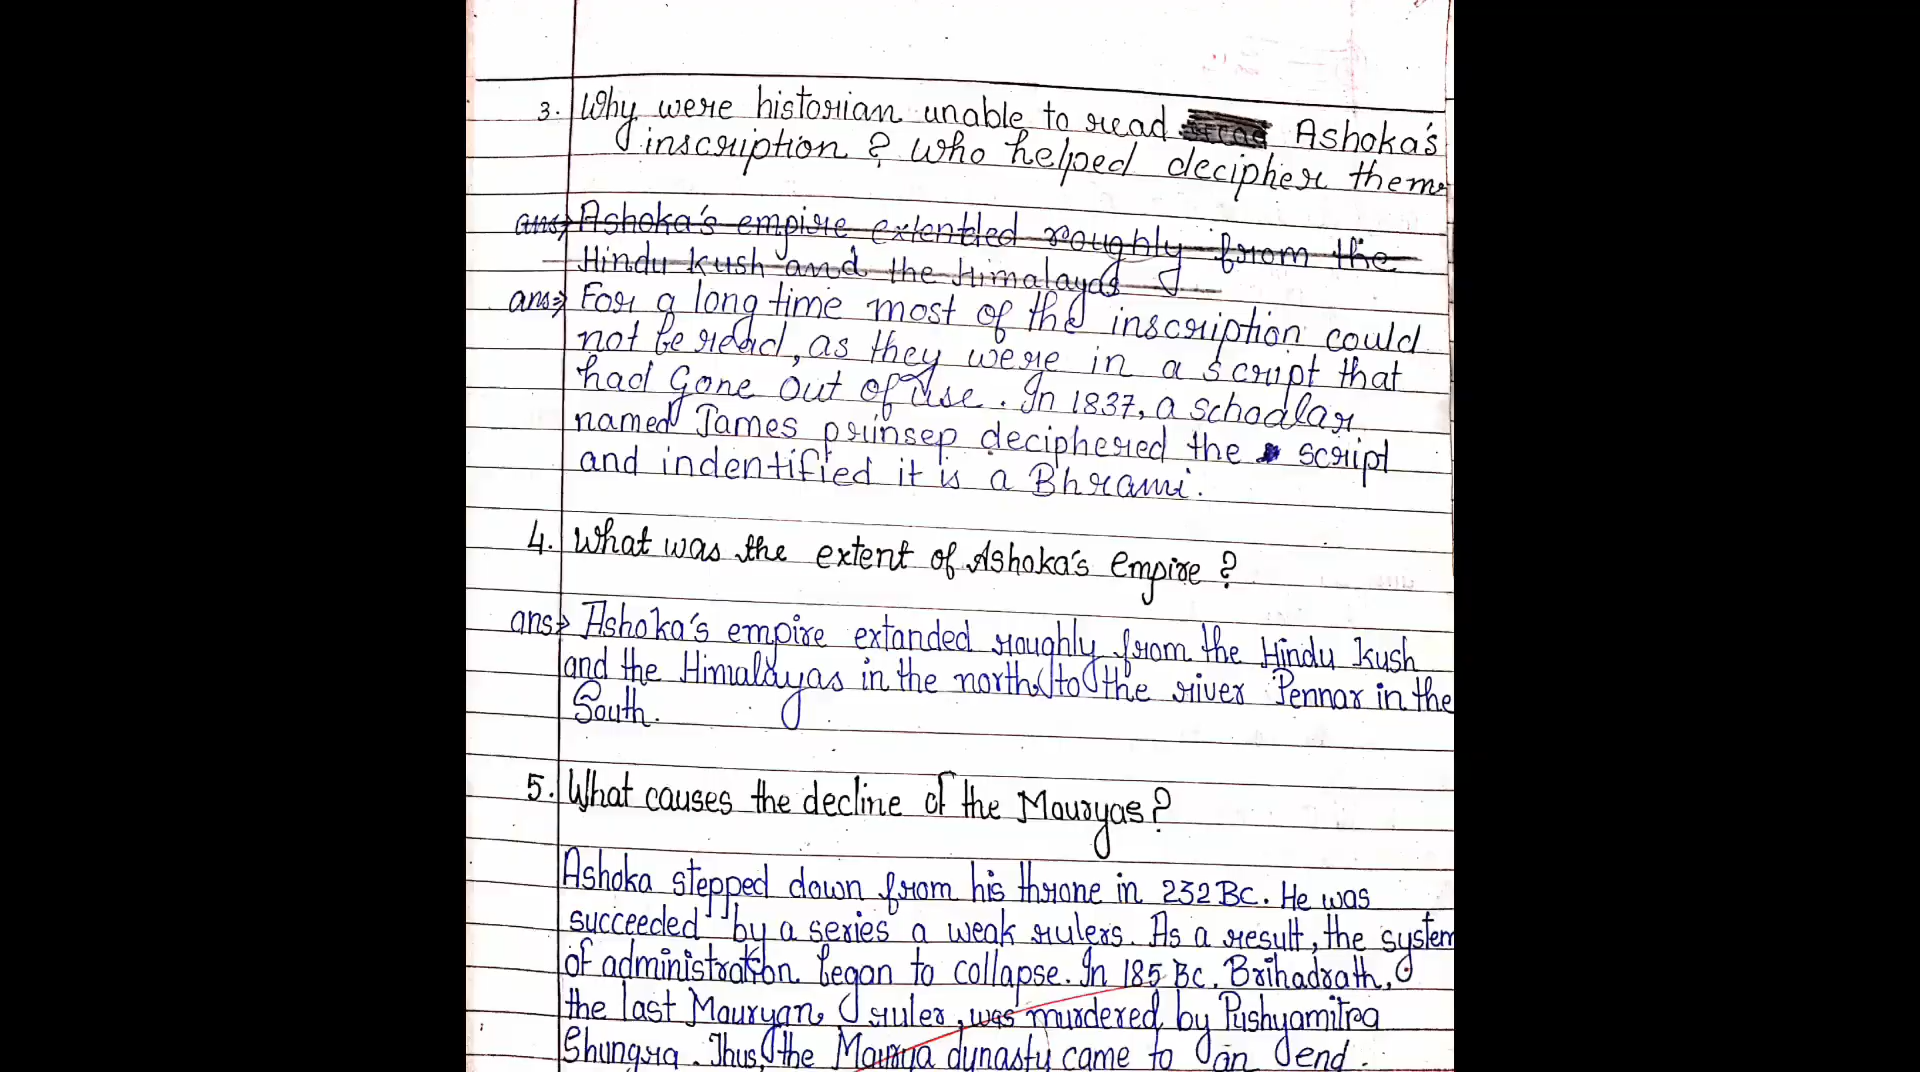 3. Why were historian unable to read Ashoka's
inscription ? who helped decipher them
ans⇒ Ashoka's empire extentded roughly from the
Hindu kush and the Himalayas
ans⇒ For a long time most of the inscription could
not be read, as they were in a script that
had gone out of use. In 1837, a schoalar
named James prinsep deciphered the script
and indentified it is a Bhrami.
4. What was the extent of Ashoka's empire ?
ans⇒ Ashoka's empire extanded roughly from the Hindu kush
and the Himalayas in the north, to the river Pennar in the
South.
5. What causes the decline of the Mauryas?
Ashoka stepped down from his throne in 232 BC. He was
succeeded by a series a weak rulers. As a result, the system
of administration began to collapse. In 185 BC. Brihadrath,
the last Mauryan ruler, was murdered by Pushyamitra
Shungra. Thus, the Maurya dynasty came to an end.